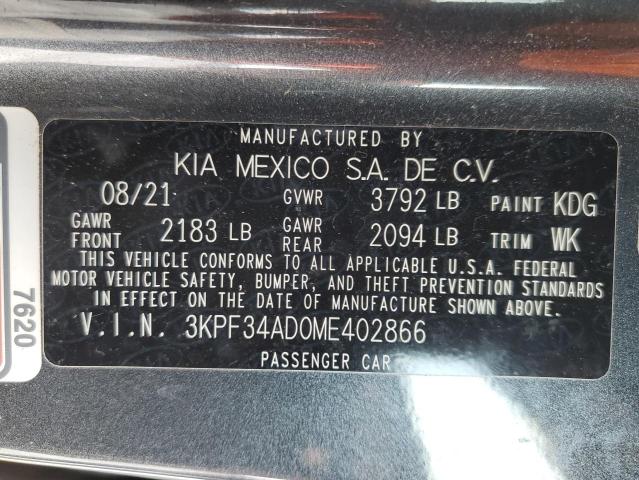 MANUFACTURED BY
KIA MEXICO S.A. DE C.V.
08/21 GVWR 3792 LB PAINT KDG
GAWR FRONT 2183 LB GAWR REAR 2094 LB TRIM WK
THIS VEHICLE CONFORMS TO ALL APPLICABLE U.S.A. FEDERAL
MOTOR VEHICLE SAFETY, BUMPER, AND THEFT PREVENTION STANDARDS
IN EFFECT ON THE DATE OF MANUFACTURE SHOWN ABOVE.
V.I.N. 3KPF34AD0ME402866
PASSENGER CAR
7620